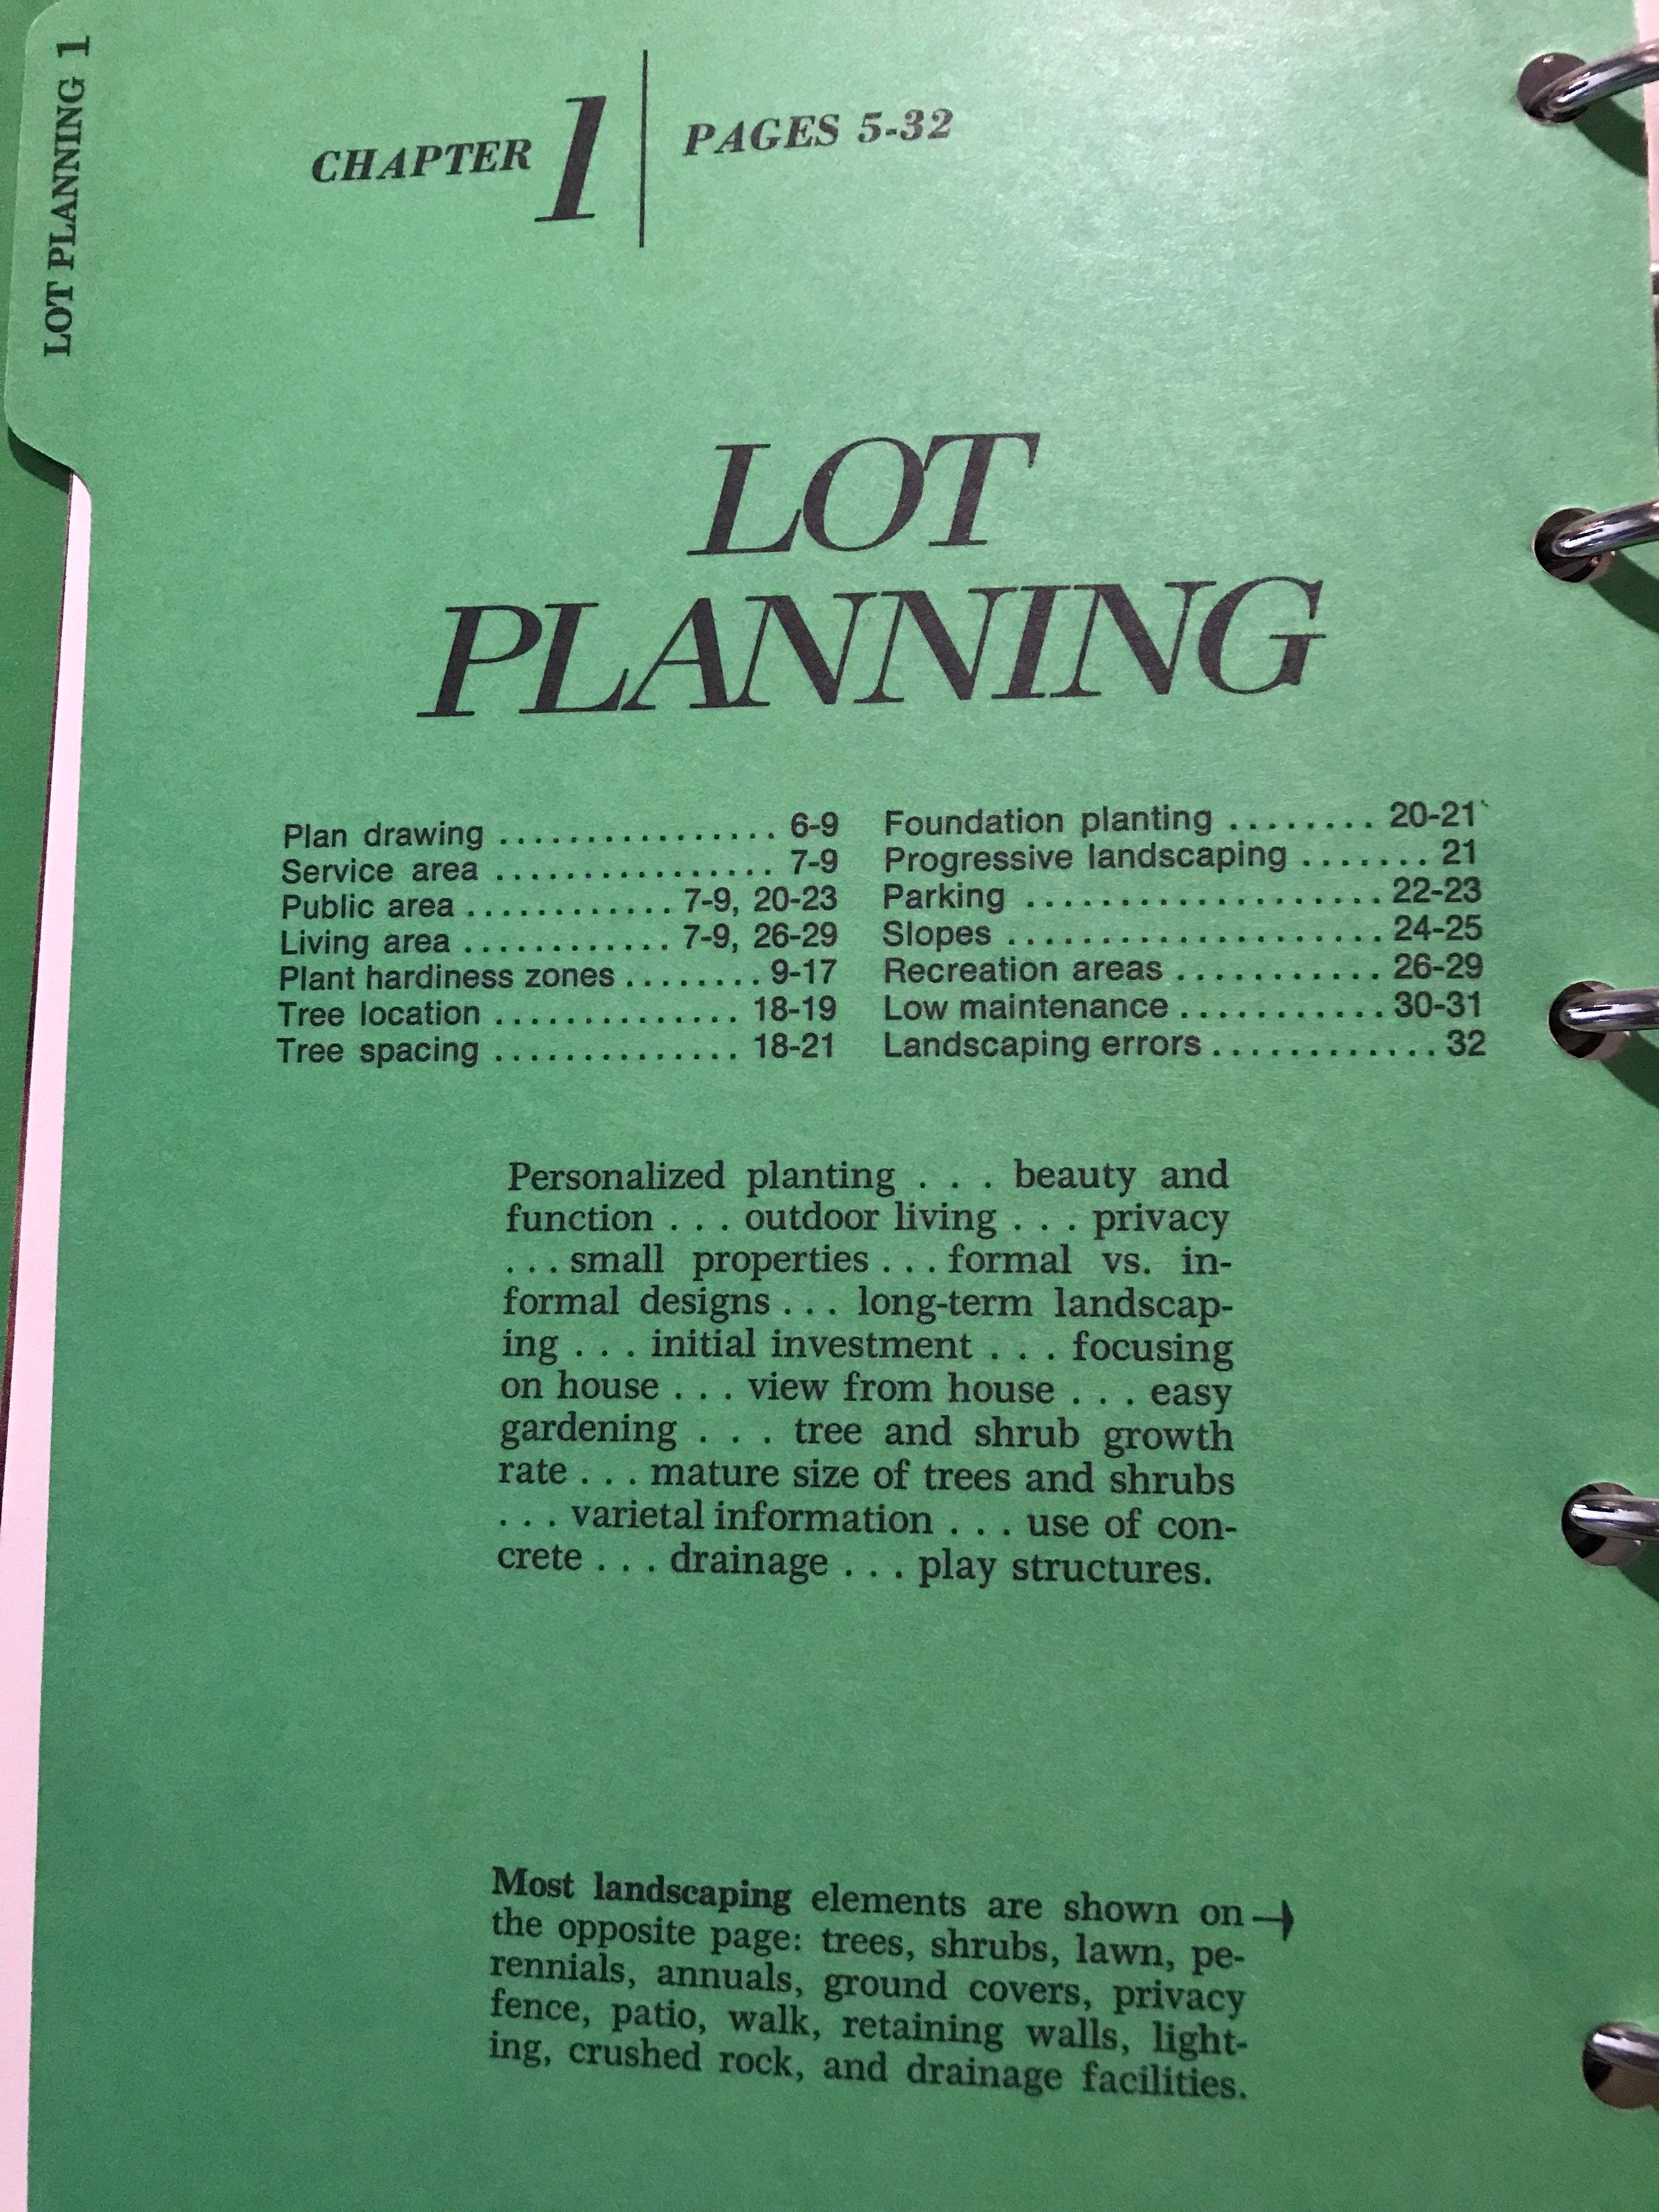 LOT PLANNING 1
CHAPTER 1 | PAGES 5-32
LOT
PLANNING
Plan drawing ................ 6-9
Service area ................ 7-9
Public area ............ 7-9, 20-23
Living area ............ 7-9, 26-29
Plant hardiness zones ........ 9-17
Tree location .............. 18-19
Tree spacing .............. 18-21
Foundation planting ........ 20-21
Progressive landscaping ....... 21
Parking .................... 22-23
Slopes ..................... 24-25
Recreation areas ............ 26-29
Low maintenance ............ 30-31
Landscaping errors ............. 32
Personalized planting . . . beauty and
function . . . outdoor living . . . privacy
. . . small properties . . . formal vs. in-
formal designs . . . long-term landscap-
ing . . . initial investment . . . focusing
on house . . . view from house . . . easy
gardening . . . tree and shrub growth
rate . . . mature size of trees and shrubs
. . . varietal information . . . use of con-
crete . . . drainage . . . play structures.
Most landscaping elements are shown on→
the opposite page: trees, shrubs, lawn, pe-
rennials, annuals, ground covers, privacy
fence, patio, walk, retaining walls, light-
ing, crushed rock, and drainage facilities.